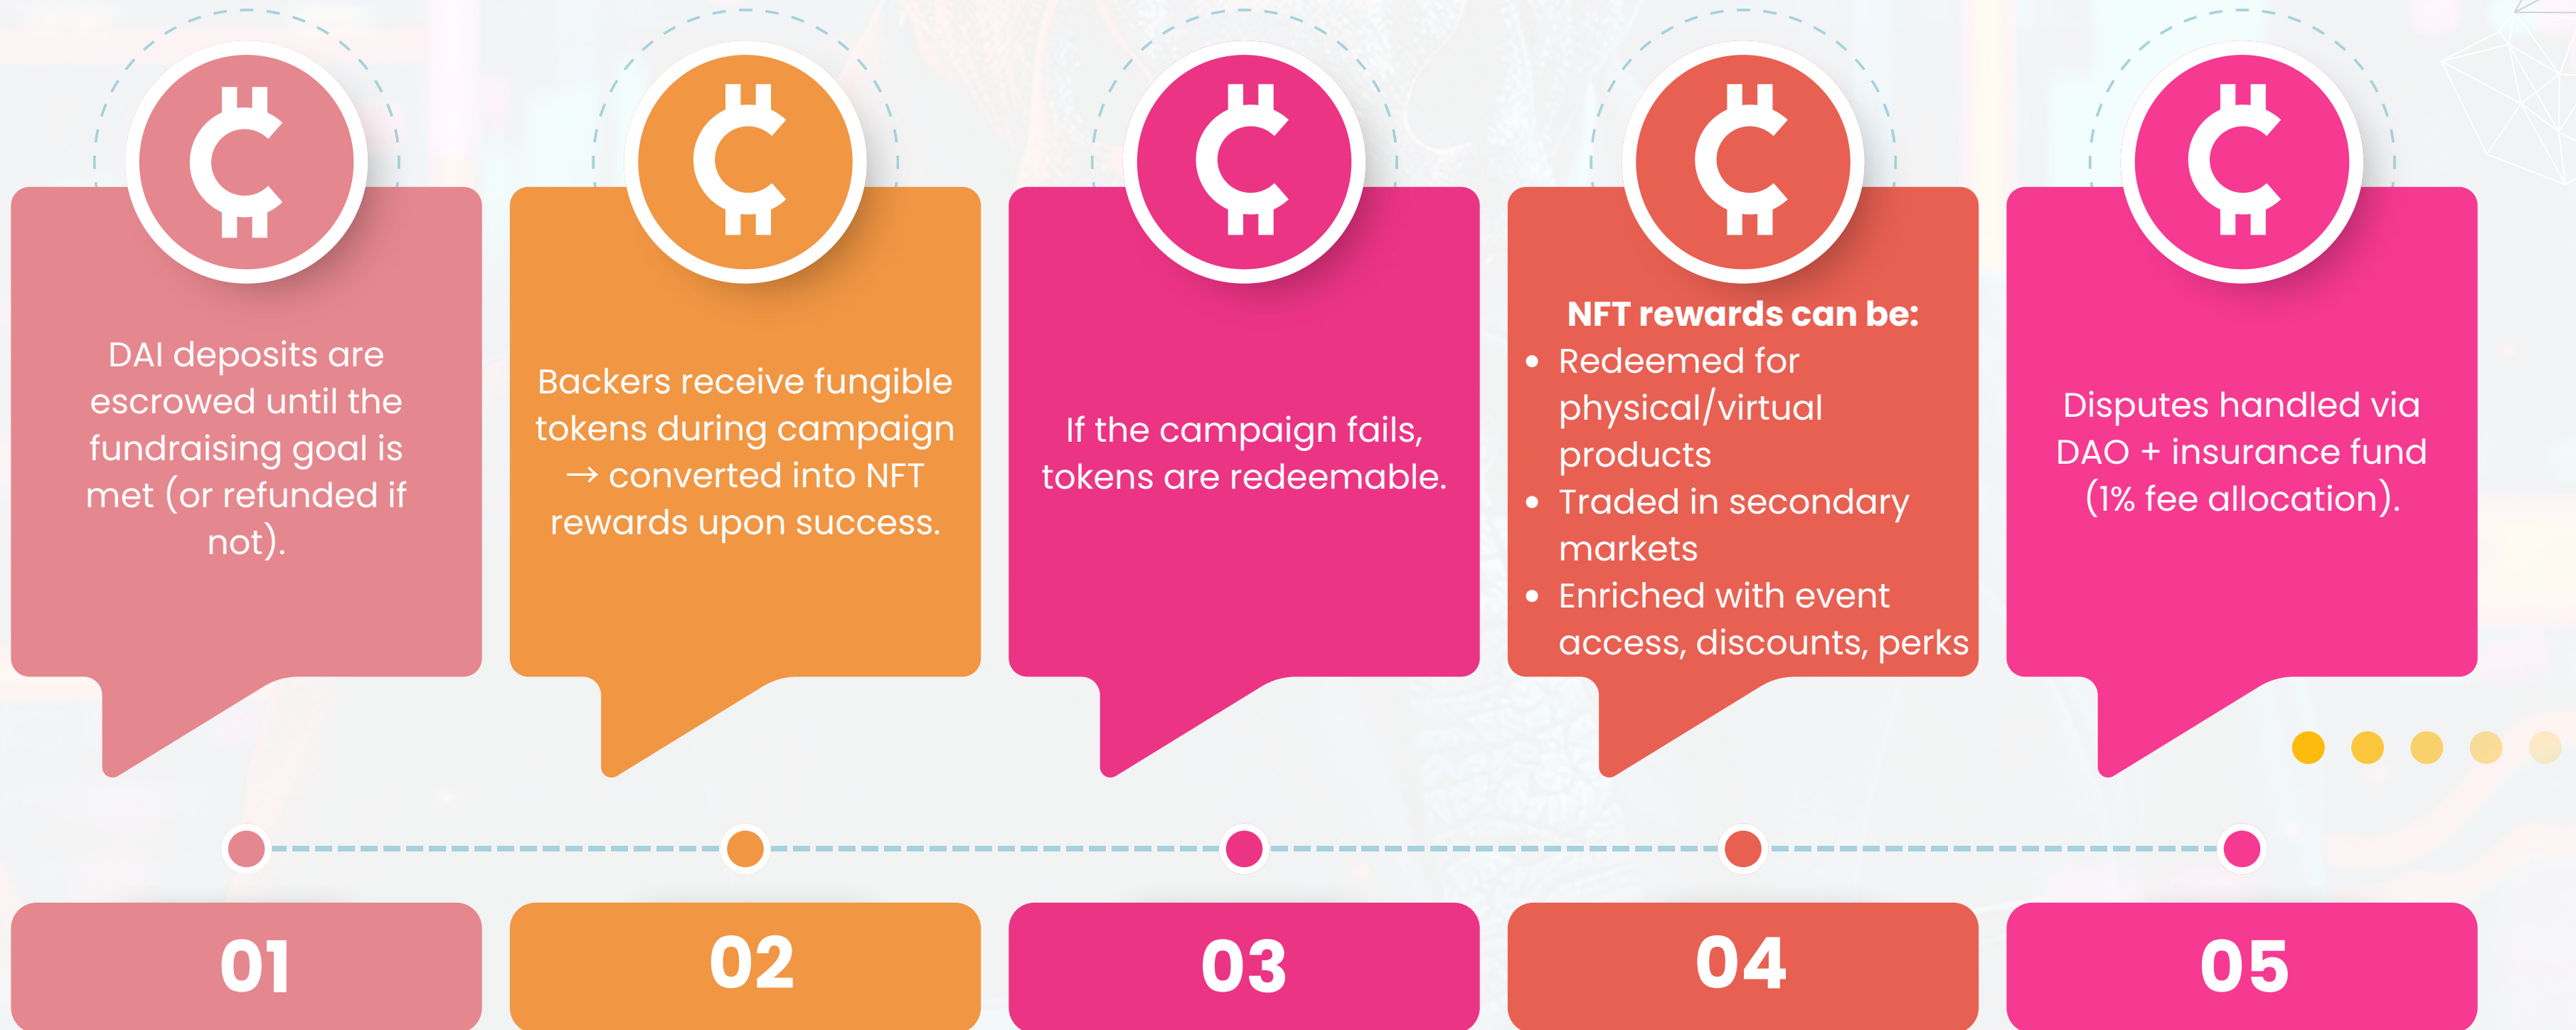 DAI deposits are
escrowed until the
fundraising goal is
met (or refunded if
not).
Backers receive fungible
tokens during campaign
→ converted into NFT
rewards upon success.
If the campaign fails,
tokens are redeemable.
NFT rewards can be:
• Redeemed for
physical/virtual
products
• Traded in secondary
markets
• Enriched with event
access, discounts, perks
Disputes handled via
DAO + insurance fund
(1% fee allocation).
01
02
03
04
05